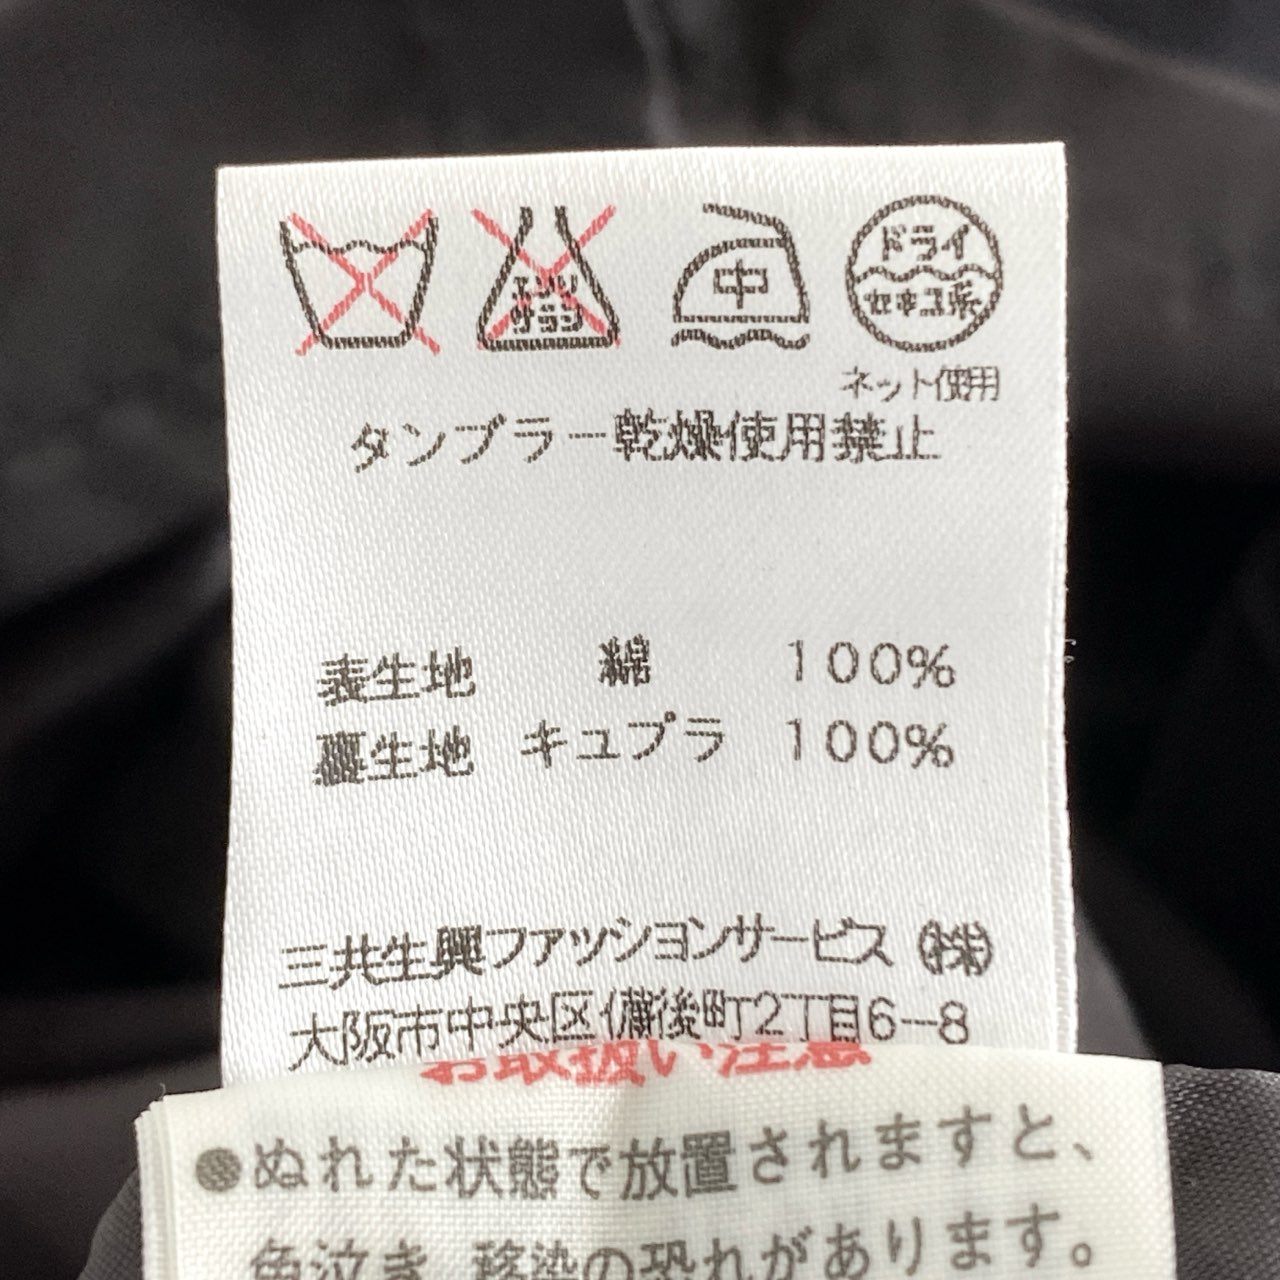 エンソ
サラシ
中
ドライ
セキユ系
ネット使用
タンブラー乾燥使用禁止
表生地 綿 100%
裏生地 キュプラ 100%
三共生興ファッションサービス㈱
大阪市中央区備後町2丁目6-8
お取扱い注意
●ぬれた状態で放置されますと、
色泣き、移染の恐れがあります。